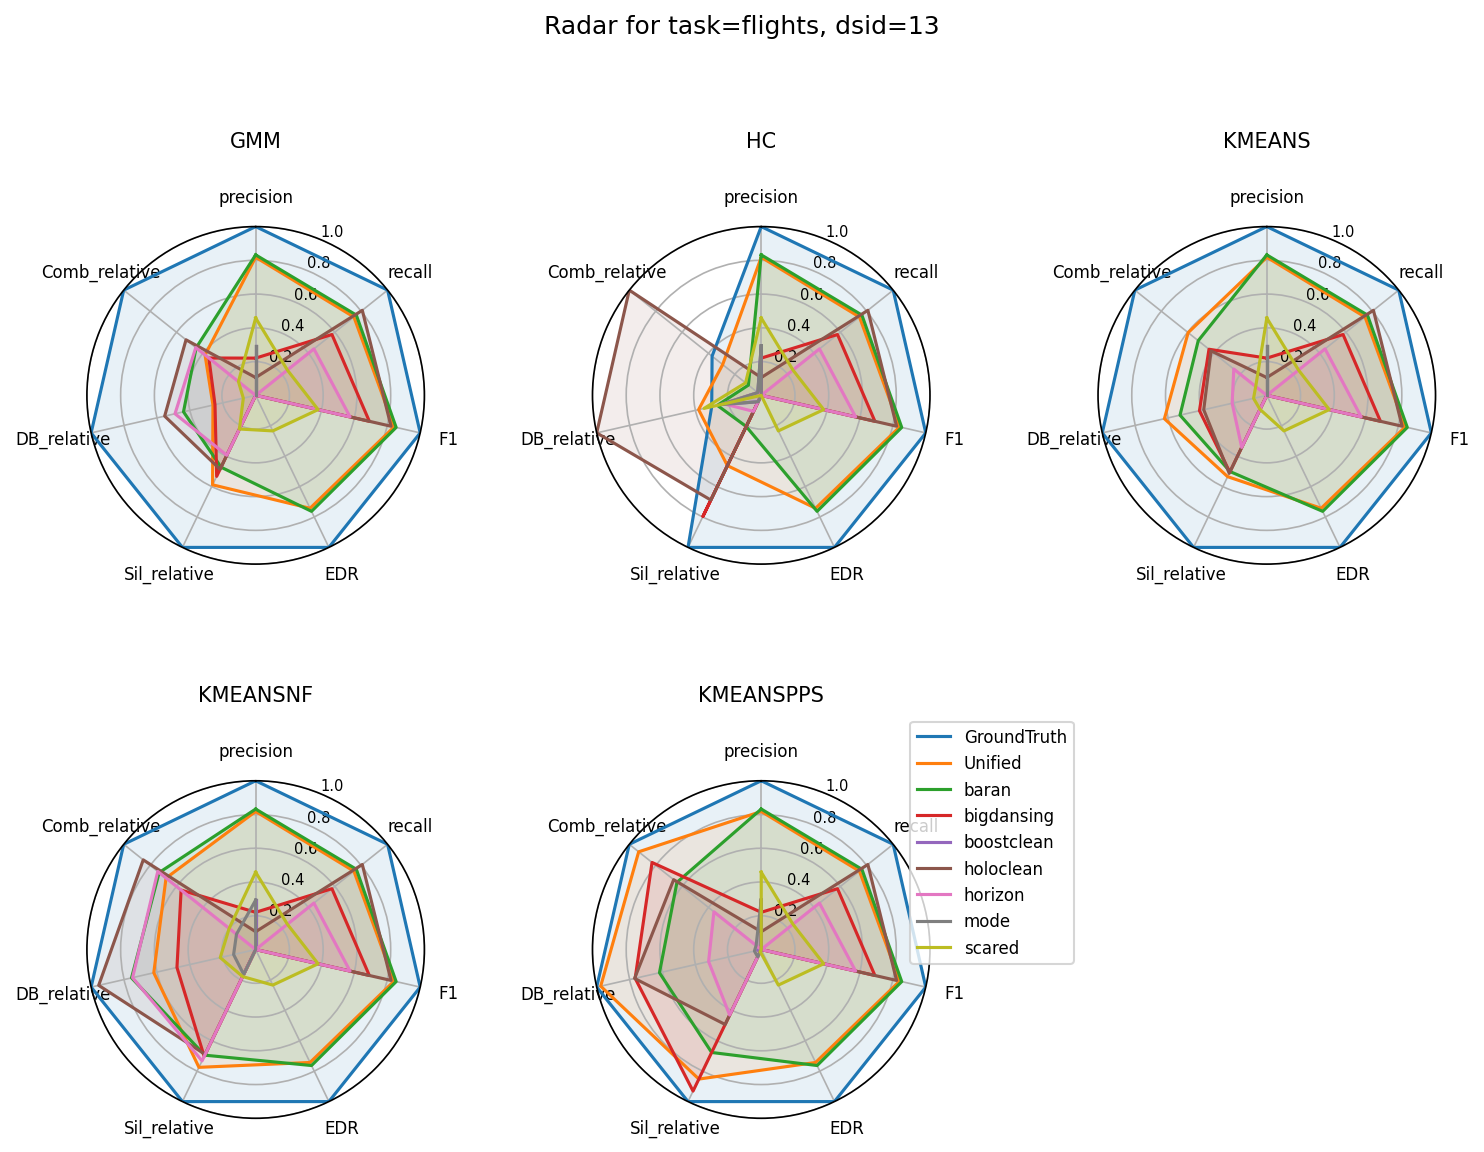 Radar for task=flights, dsid=13
GMM
precision
recall
F1
EDR
Sil_relative
DB_relative
Comb_relative
0.2
0.4
0.6
0.8
1.0
HC
precision
recall
F1
EDR
Sil_relative
DB_relative
Comb_relative
0.2
0.4
0.6
0.8
1.0
KMEANS
precision
recall
F1
EDR
Sil_relative
DB_relative
Comb_relative
0.2
0.4
0.6
0.8
1.0
KMEANSNF
precision
recall
F1
EDR
Sil_relative
DB_relative
Comb_relative
0.2
0.4
0.6
0.8
1.0
KMEANSPPS
precision
recall
F1
EDR
Sil_relative
DB_relative
Comb_relative
0.2
0.4
0.6
0.8
1.0
GroundTruth
Unified
baran
bigdansing
boostclean
holoclean
horizon
mode
scared